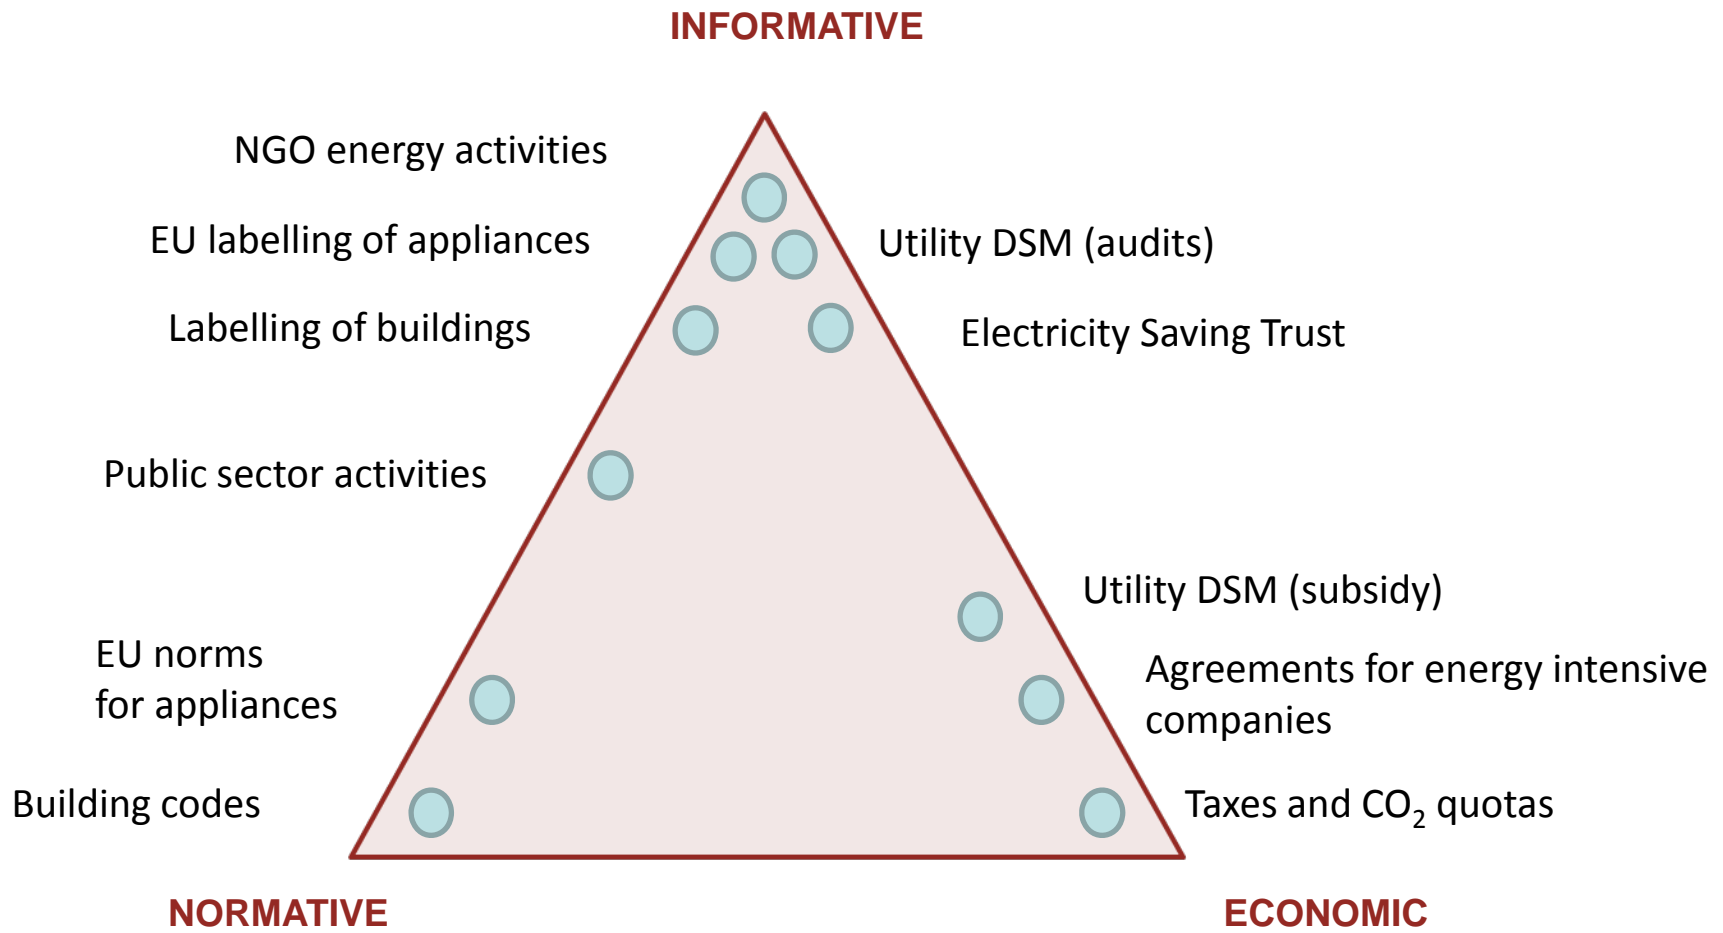 INFORMATIVE
NGO energy activities
EU labelling of appliances
Utility DSM (audits)
Labelling of buildings
Electricity Saving Trust
Public sector activities
Utility DSM (subsidy)
EU norms
for appliances
Agreements for energy intensive
companies
Building codes
Taxes and CO₂ quotas
NORMATIVE
ECONOMIC